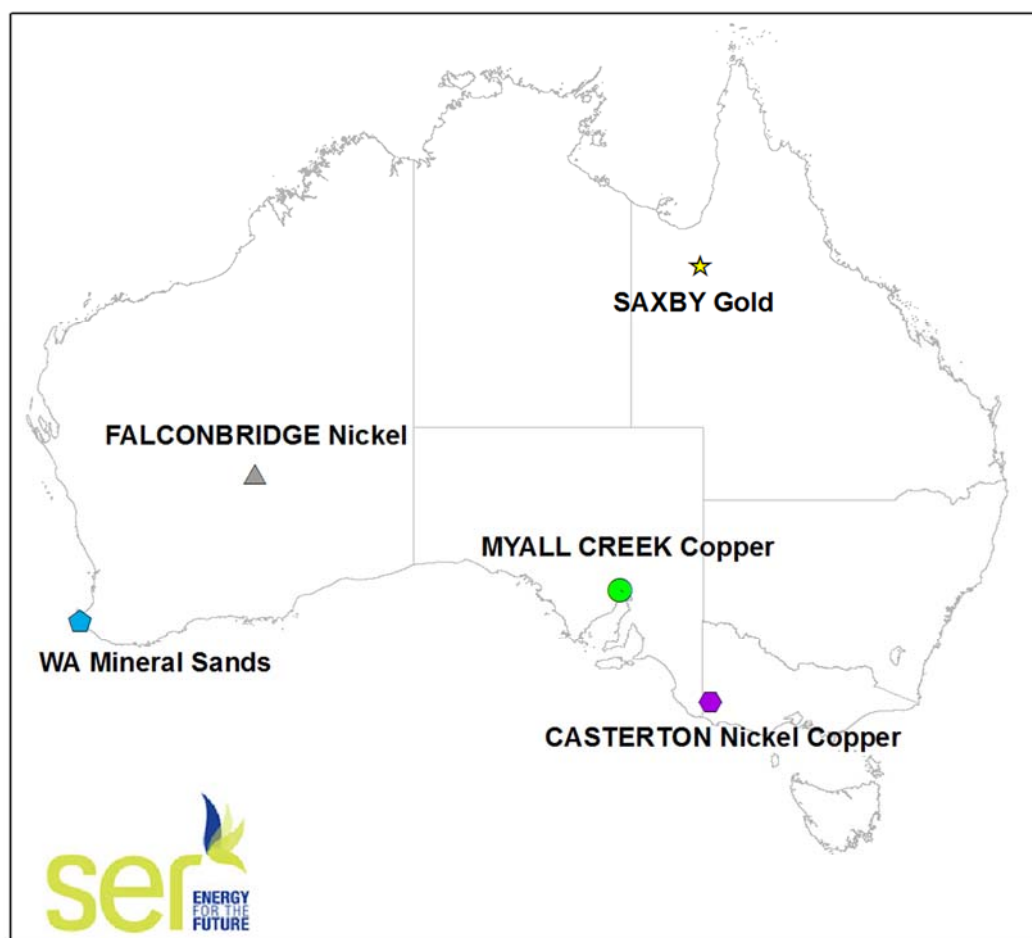 SAXBY Gold
FALCONBRIDGE Nickel
MYALL CREEK Copper
WA Mineral Sands
CASTERTON Nickel Copper
ser
ENERGY
FOR THE
FUTURE